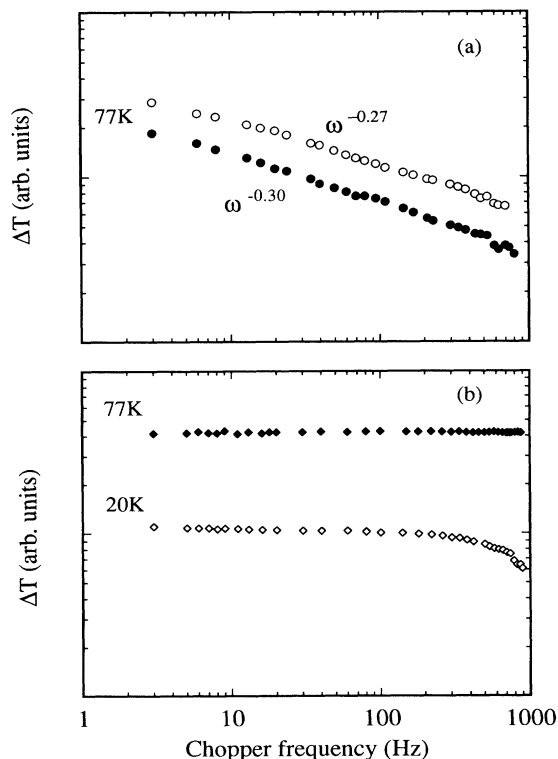 (a)
77K
ω −0.27
ω −0.30
ΔT (arb. units)
(b)
77K
20K
ΔT (arb. units)
1 10 100 1000
Chopper frequency (Hz)